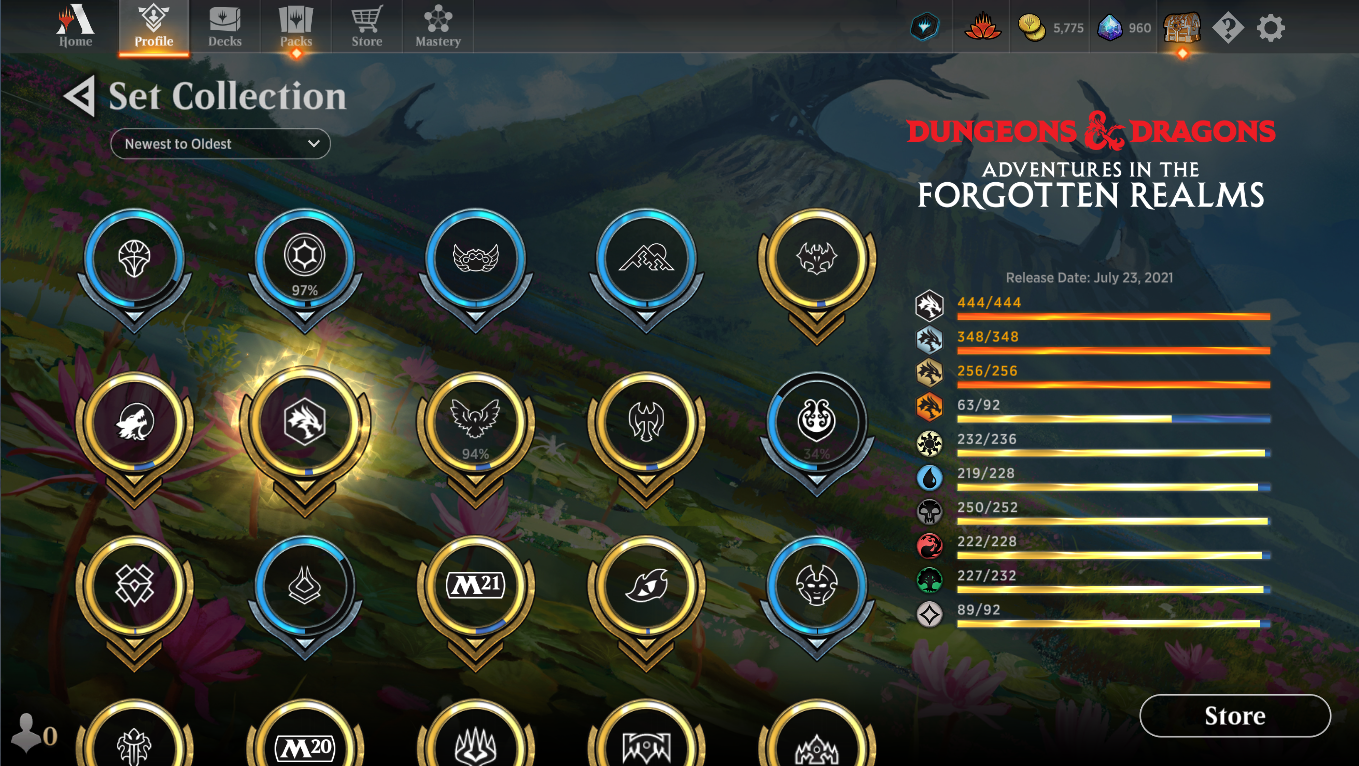 Home
Profile
Decks
Packs
Store
Mastery
5,775
960
Set Collection
Newest to Oldest
DUNGEONS & DRAGONS
ADVENTURES IN THE
FORGOTTEN REALMS
Release Date: July 23, 2021
97%
444/444
348/348
256/256
63/92
232/236
219/228
250/252
222/228
227/232
89/92
94%
34%
M21
M20
0
Store